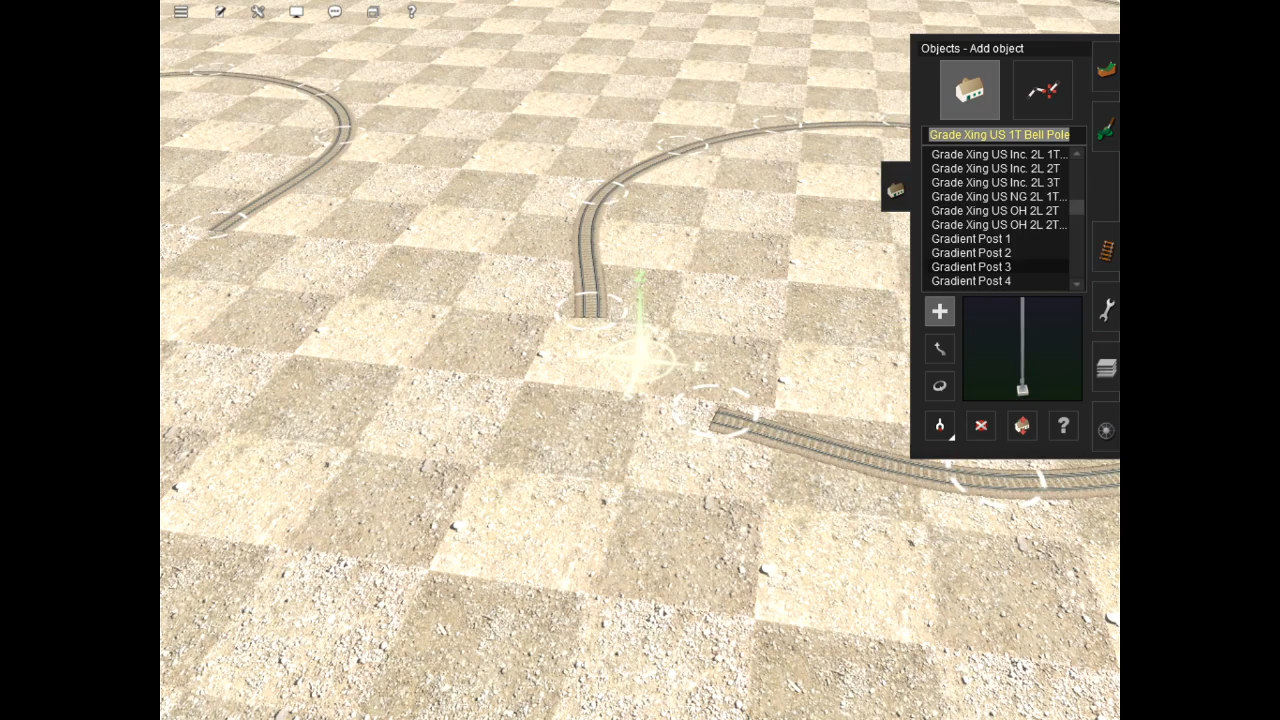 Objects - Add object
Grade Xing US 1T Bell Pole
Grade Xing US Inc. 2L 1T...
Grade Xing US Inc. 2L 2T
Grade Xing US Inc. 2L 3T
Grade Xing US NG 2L 1T...
Grade Xing US OH 2L 2T
Grade Xing US OH 2L 2T...
Gradient Post 1
Gradient Post 2
Gradient Post 3
Gradient Post 4